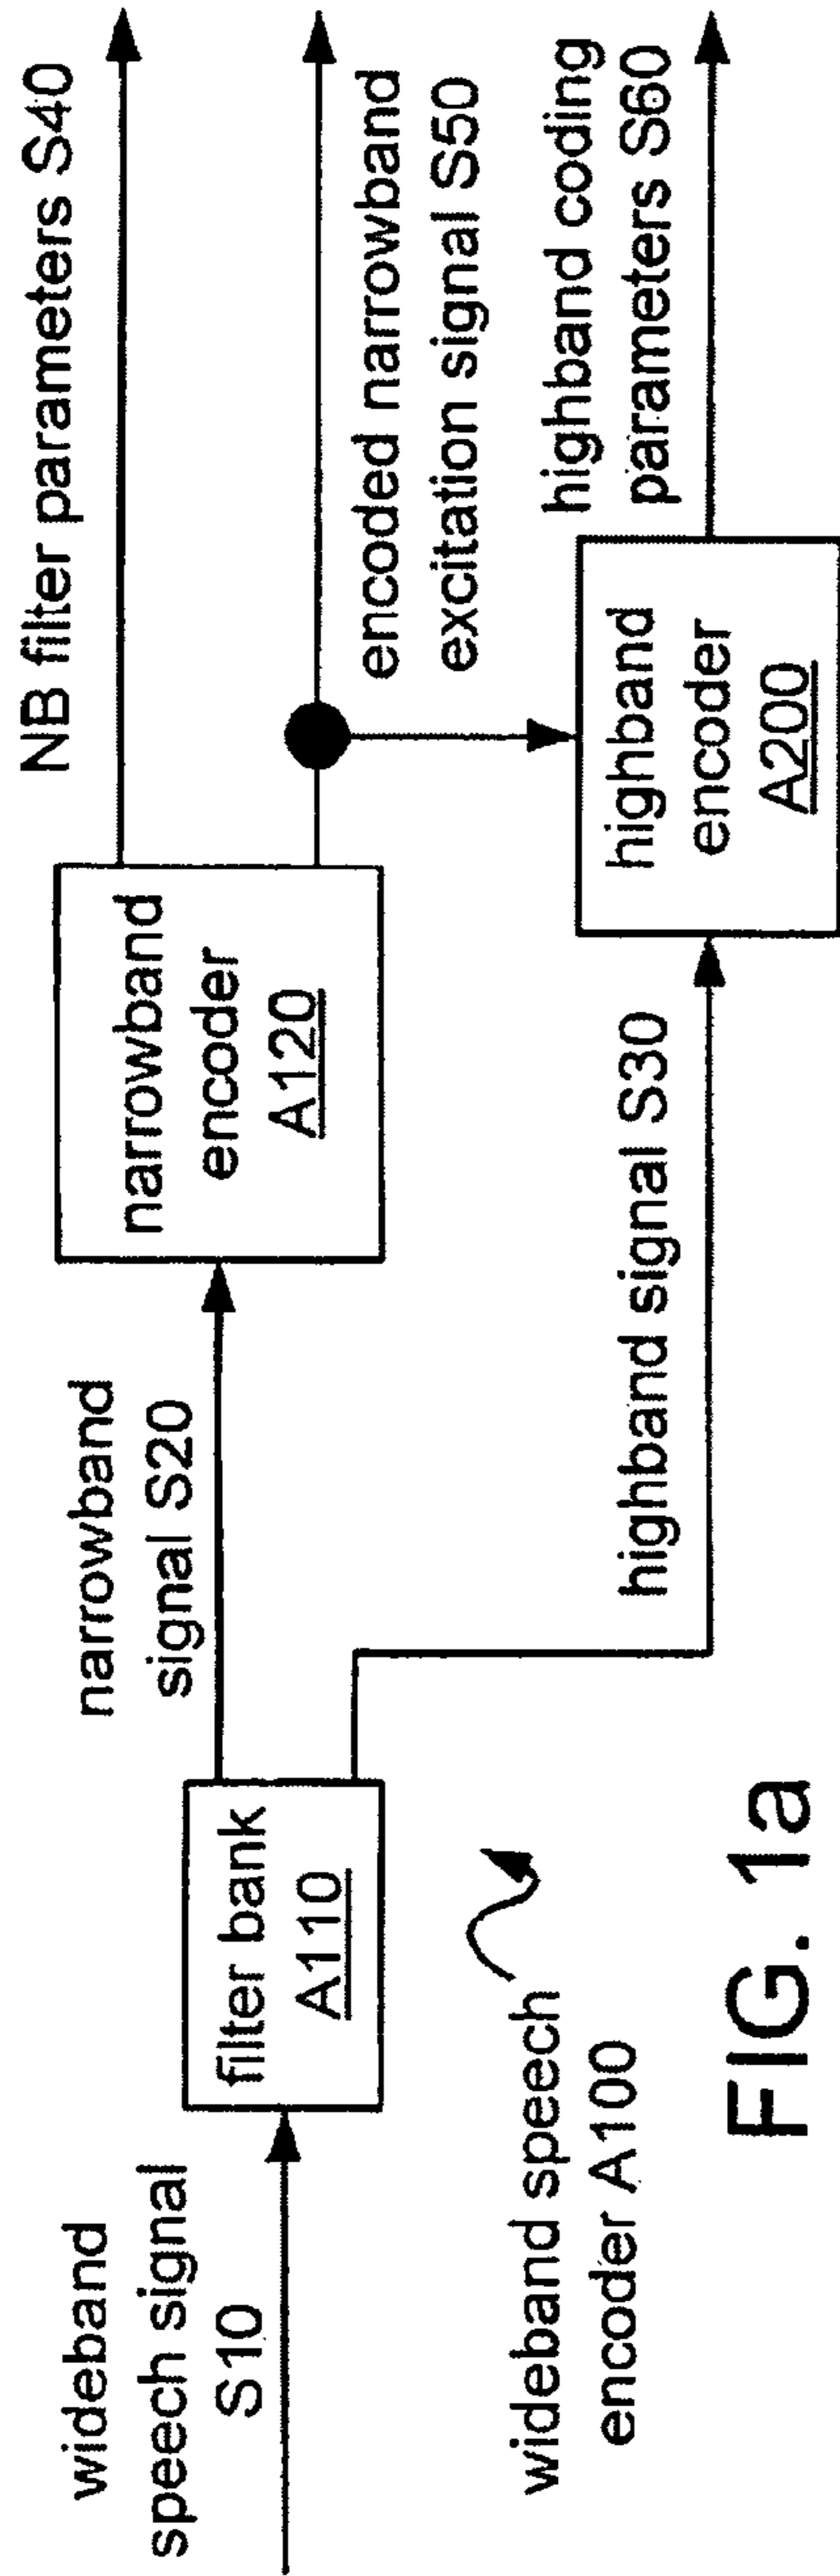 wideband
speech signal
S10
filter bank
A110
narrowband
signal S20
narrowband
encoder
A120
NB filter parameters S40
encoded narrowband
excitation signal S50
highband signal S30
highband
encoder
A200
highband coding
parameters S60
wideband speech
encoder A100
FIG. 1a